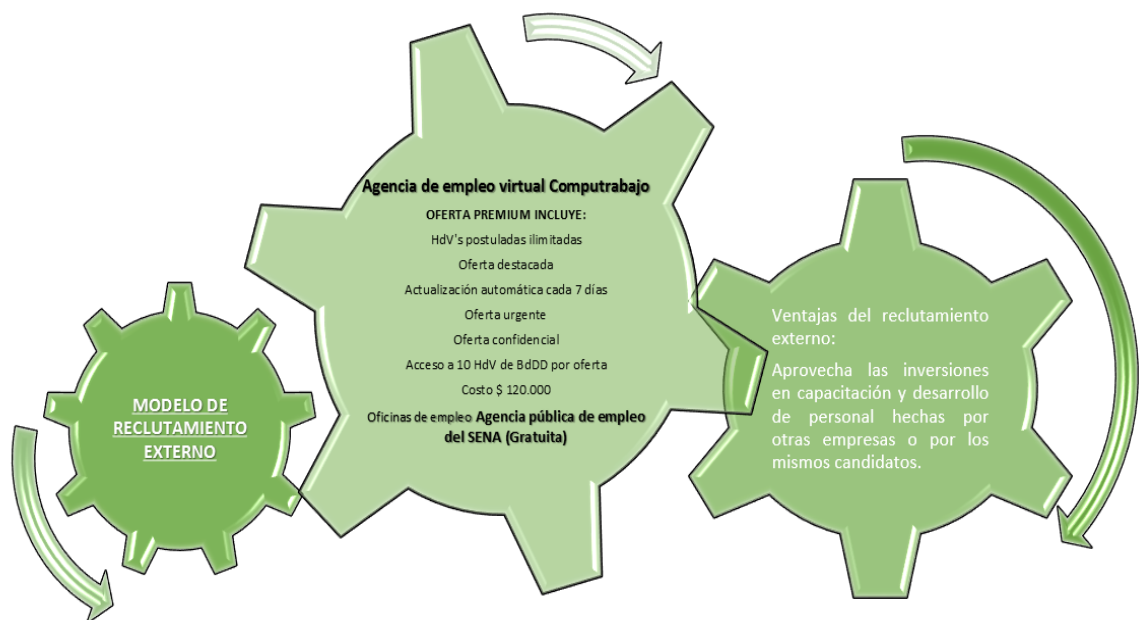 MODELO DE
RECLUTAMIENTO
EXTERNO
Agencia de empleo virtual Computrabajo
OFERTA PREMIUM INCLUYE:
HdV's postuladas ilimitadas
Oferta destacada
Actualización automática cada 7 días
Oferta urgente
Oferta confidencial
Acceso a 10 HdV de BdDD por oferta
Costo $ 120.000
Oficinas de empleo Agencia pública de empleo
del SENA (Gratuita)
Ventajas del reclutamiento
externo:
Aprovecha las inversiones
en capacitación y desarrollo
de personal hechas por
otras empresas o por los
mismos candidatos.